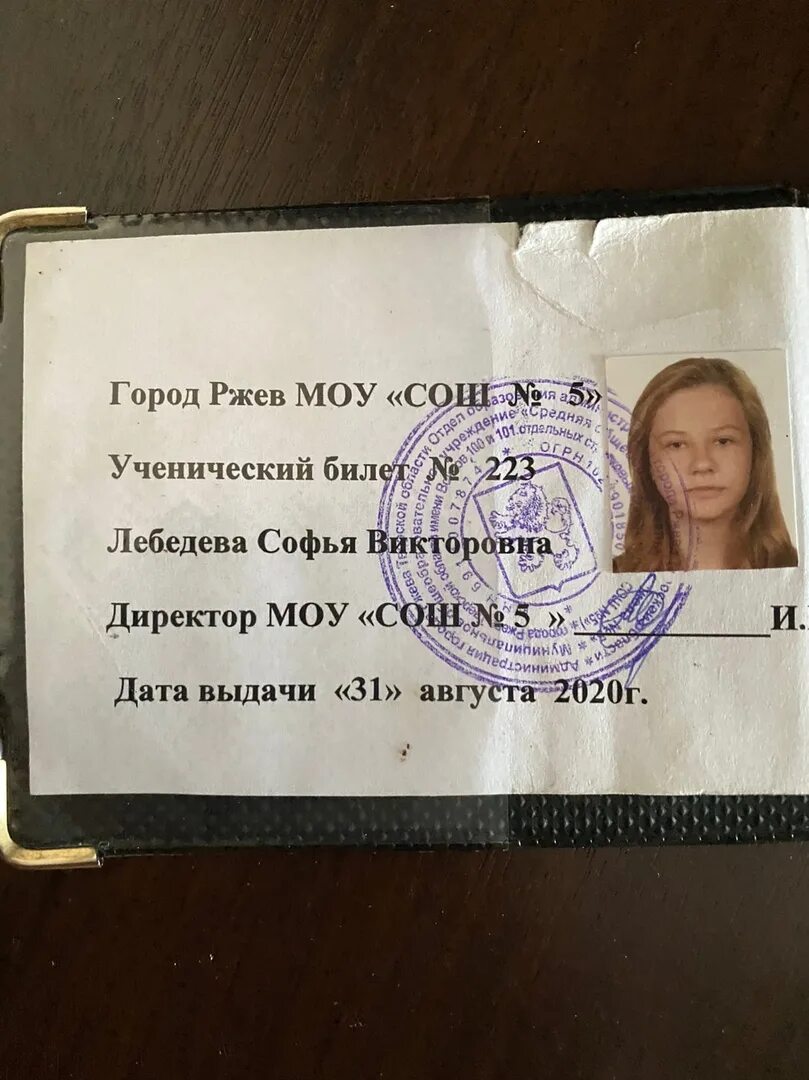 Город Ржев МОУ «СОШ № 5»
Ученический билет № 223
Лебедева Софья Викторовна
Директор МОУ «СОШ № 5 » ____________И.
Дата выдачи «31» августа 2020г.